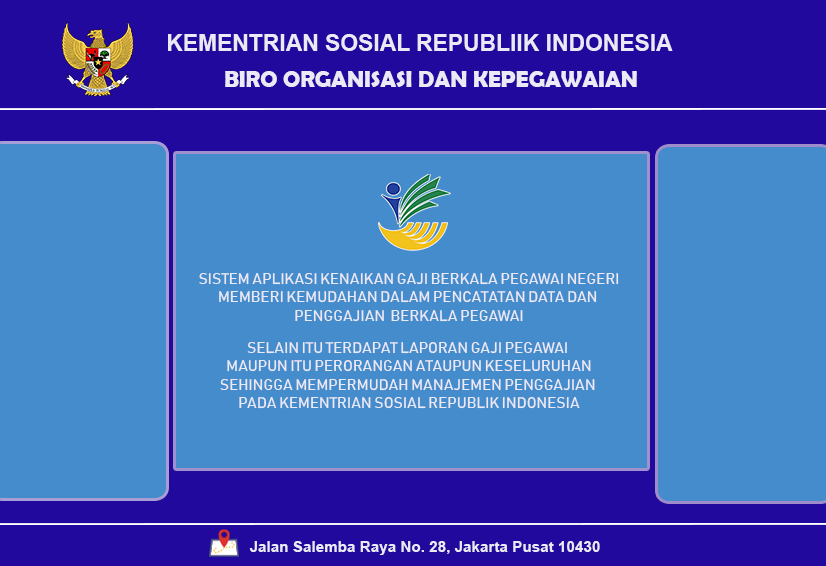 KEMENTRIAN SOSIAL REPUBLIIK INDONESIA
BIRO ORGANISASI DAN KEPEGAWAIAN
SISTEM APLIKASI KENAIKAN GAJI BERKALA PEGAWAI NEGERI
MEMBERI KEMUDAHAN DALAM PENCATATAN DATA DAN
PENGGAJIAN BERKALA PEGAWAI
SELAIN ITU TERDAPAT LAPORAN GAJI PEGAWAI
MAUPUN ITU PERORANGAN ATAUPUN KESELURUHAN
SEHINGGA MEMPERMUDAH MANAJEMEN PENGGAJIAN
PADA KEMENTRIAN SOSIAL REPUBLIK INDONESIA
Jalan Salemba Raya No. 28, Jakarta Pusat 10430